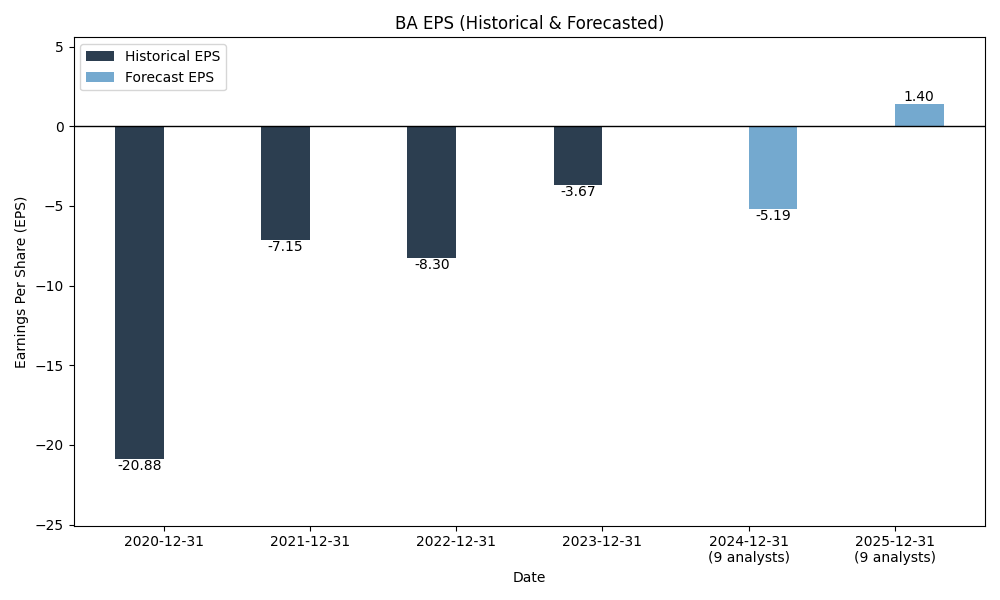 BA EPS (Historical & Forecasted)
Historical EPS
Forecast EPS
5
0
−5
−10
−15
−20
−25
Earnings Per Share (EPS)
-20.88
-7.15
-8.30
-3.67
-5.19
1.40
2020-12-31
2021-12-31
2022-12-31
2023-12-31
2024-12-31
(9 analysts)
2025-12-31
(9 analysts)
Date